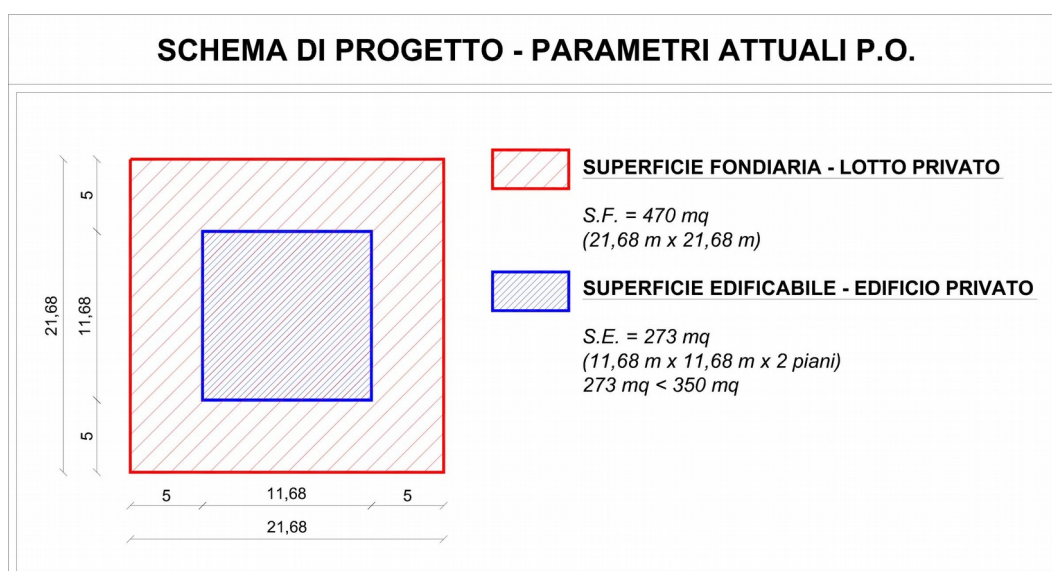 SCHEMA DI PROGETTO - PARAMETRI ATTUALI P.O.
SUPERFICIE FONDIARIA - LOTTO PRIVATO
S.F. = 470 mq
(21,68 m x 21,68 m)
SUPERFICIE EDIFICABILE - EDIFICIO PRIVATO
S.E. = 273 mq
(11,68 m x 11,68 m x 2 piani)
273 mq < 350 mq
21,68
5
11,68
5
5
11,68
5
21,68